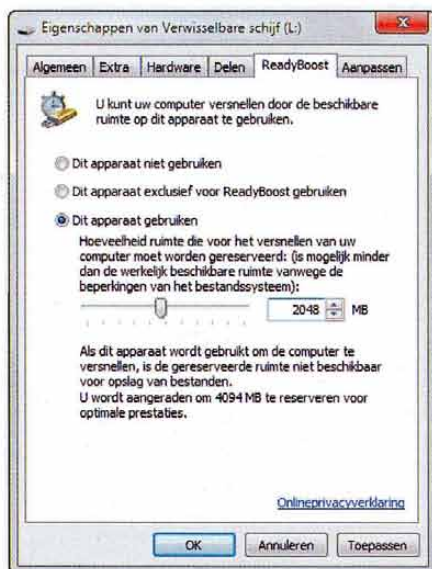 Eigenschappen van Verwisselbare schijf (L:)
Algemeen Extra Hardware Delen ReadyBoost Aanpassen
U kunt uw computer versnellen door de beschikbare
ruimte op dit apparaat te gebruiken.
Dit apparaat niet gebruiken
Dit apparaat exclusief voor ReadyBoost gebruiken
Dit apparaat gebruiken
Hoeveelheid ruimte die voor het versnellen van uw
computer moet worden gereserveerd: (is mogelijk minder
dan de werkelijk beschikbare ruimte vanwege de
beperkingen van het bestandssysteem):
2048 MB
Als dit apparaat wordt gebruikt om de computer te
versnellen, is de gereserveerde ruimte niet beschikbaar
voor opslag van bestanden.
U wordt aangeraden om 4094 MB te reserveren voor
optimale prestaties.
Onlineprivacyverklaring
OK Annuleren Toepassen